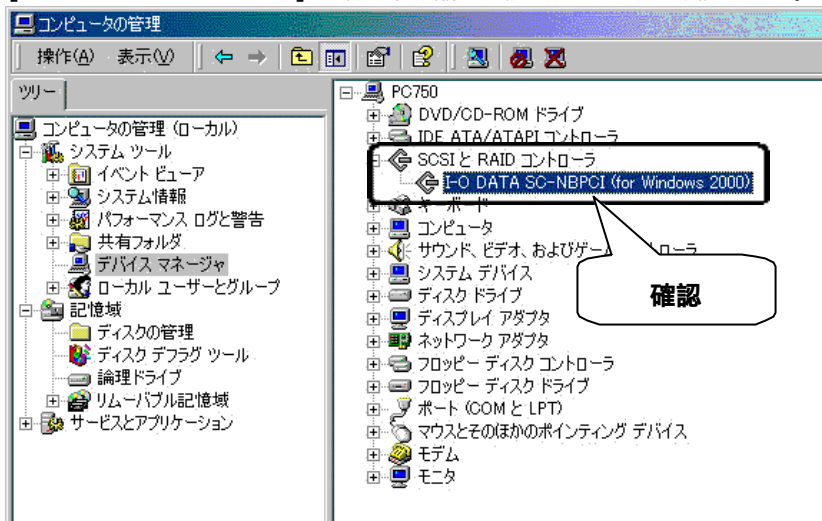 コンピュータの管理
操作(A) 表示(V)
ツリー
コンピュータの管理 (ローカル)
システム ツール
イベント ビューア
システム情報
パフォーマンス ログと警告
共有フォルダ
デバイス マネージャ
ローカル ユーザーとグループ
記憶域
ディスクの管理
ディスク デフラグ ツール
論理ドライブ
リムーバブル記憶域
サービスとアプリケーション
PC750
DVD/CD-ROM ドライブ
IDE ATA/ATAPI コントローラ
SCSI と RAID コントローラ
I-O DATA SC-NBPCI (for Windows 2000)
キーボード
コンピュータ
サウンド、ビデオ、およびゲーム コントローラ
システム デバイス
ディスク ドライブ
ディスプレイ アダプタ
ネットワーク アダプタ
フロッピー ディスク コントローラ
フロッピー ディスク ドライブ
ポート (COM と LPT)
マウスとそのほかのポインティング デバイス
モデム
モニタ
確認